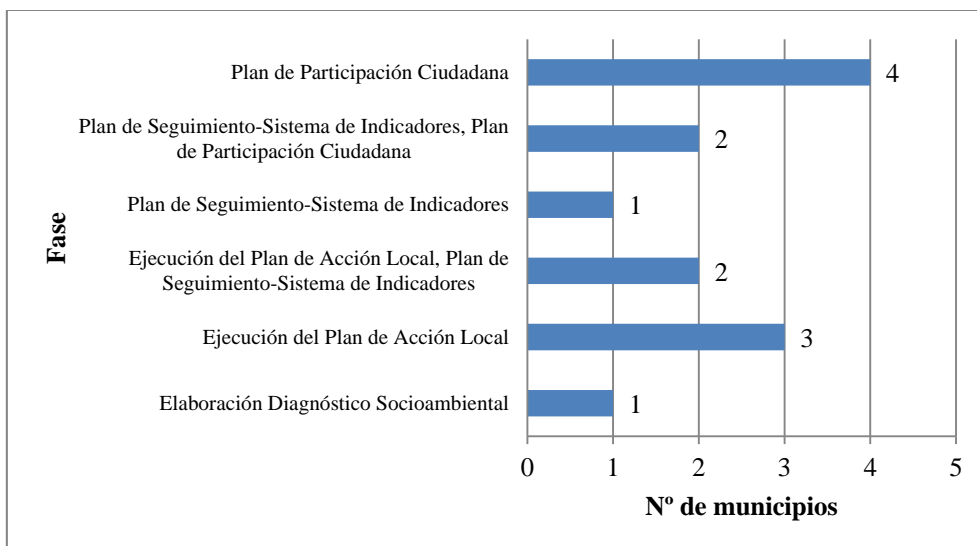 Fase
Plan de Participación Ciudadana
4
Plan de Seguimiento-Sistema de Indicadores, Plan
de Participación Ciudadana
2
Plan de Seguimiento-Sistema de Indicadores
1
Ejecución del Plan de Acción Local, Plan de
Seguimiento-Sistema de Indicadores
2
Ejecución del Plan de Acción Local
3
Elaboración Diagnóstico Socioambiental
1
0 1 2 3 4 5
Nº de municipios